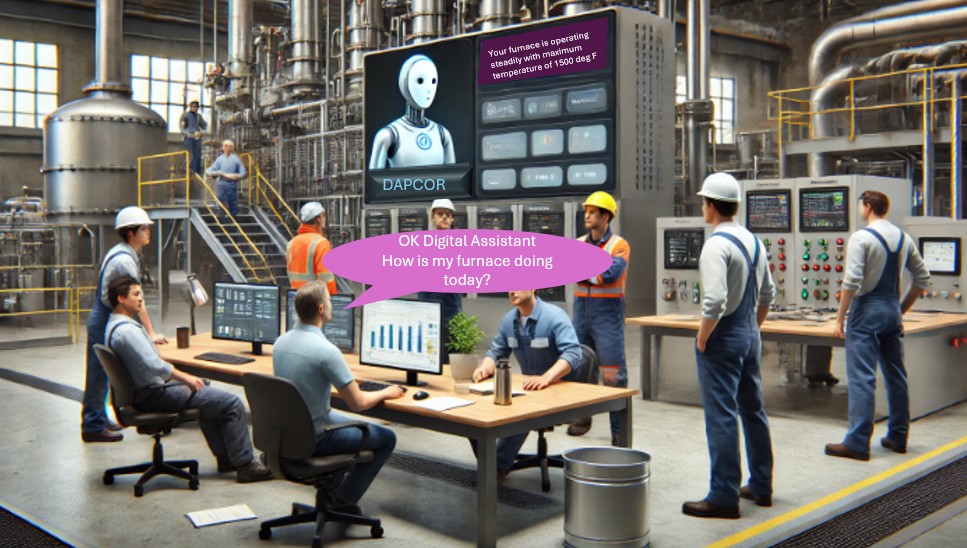 Your furnace is operating
steadily with maximum
temperature of 1500 deg F
DAPCOR
OK Digital Assistant
How is my furnace doing
today?